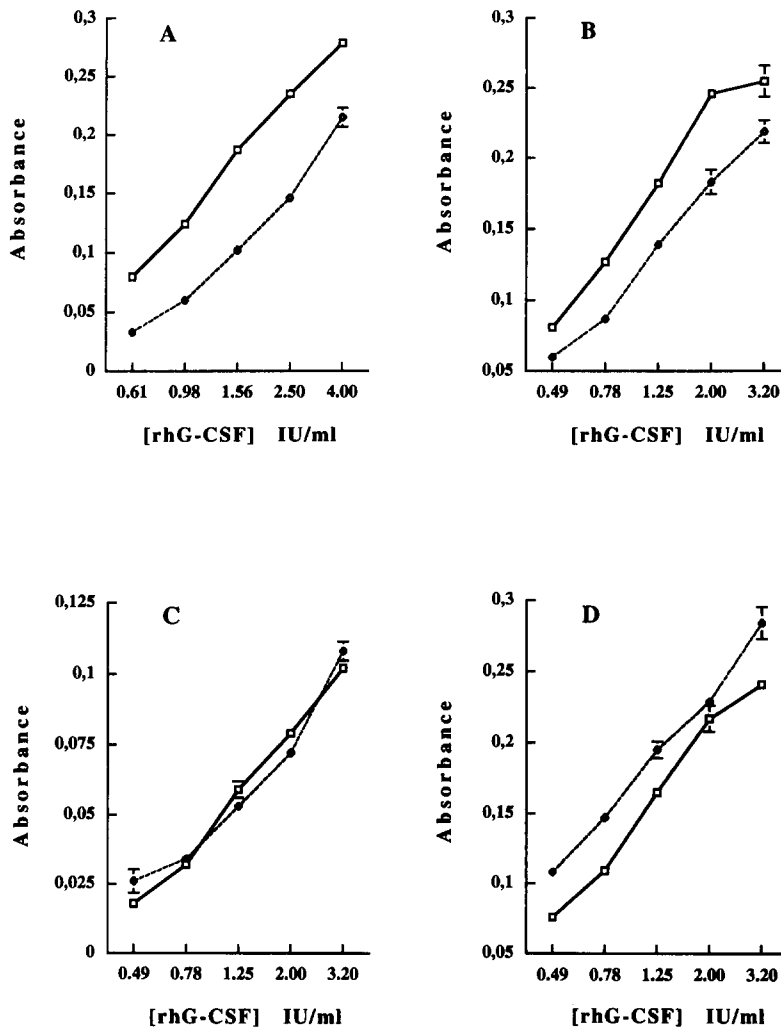 A
0,3
0,25
0,2
0,15
0,1
0,05
0
Absorbance
0.61 0.98 1.56 2.50 4.00
[rhG-CSF] IU/ml
B
0,3
0,25
0,2
0,15
0,1
0,05
Absorbance
0.49 0.78 1.25 2.00 3.20
[rhG-CSF] IU/ml
C
0,125
0,1
0,075
0,05
0,025
0
Absorbance
0.49 0.78 1.25 2.00 3.20
[rhG-CSF] IU/ml
D
0,3
0,25
0,2
0,15
0,1
0,05
Absorbance
0.49 0.78 1.25 2.00 3.20
[rhG-CSF] IU/ml